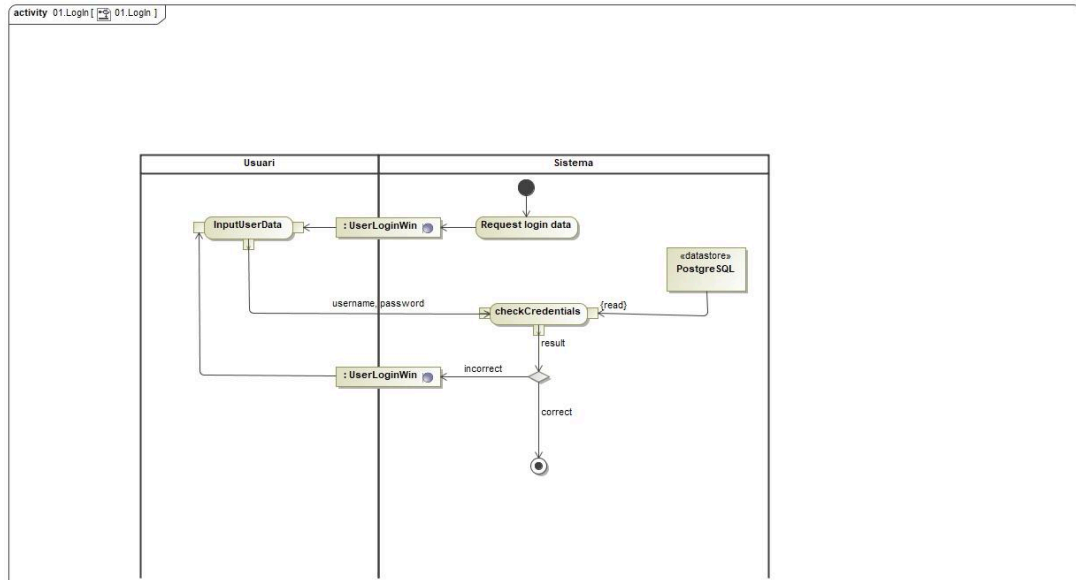 activity 01.LogIn [ 01.Login ]
Usuari
Sistema
InputUserData
: UserLoginWin
Request login data
«datastore»
PostgreSQL
username, password
checkCredentials
{read}
result
: UserLoginWin
incorrect
correct